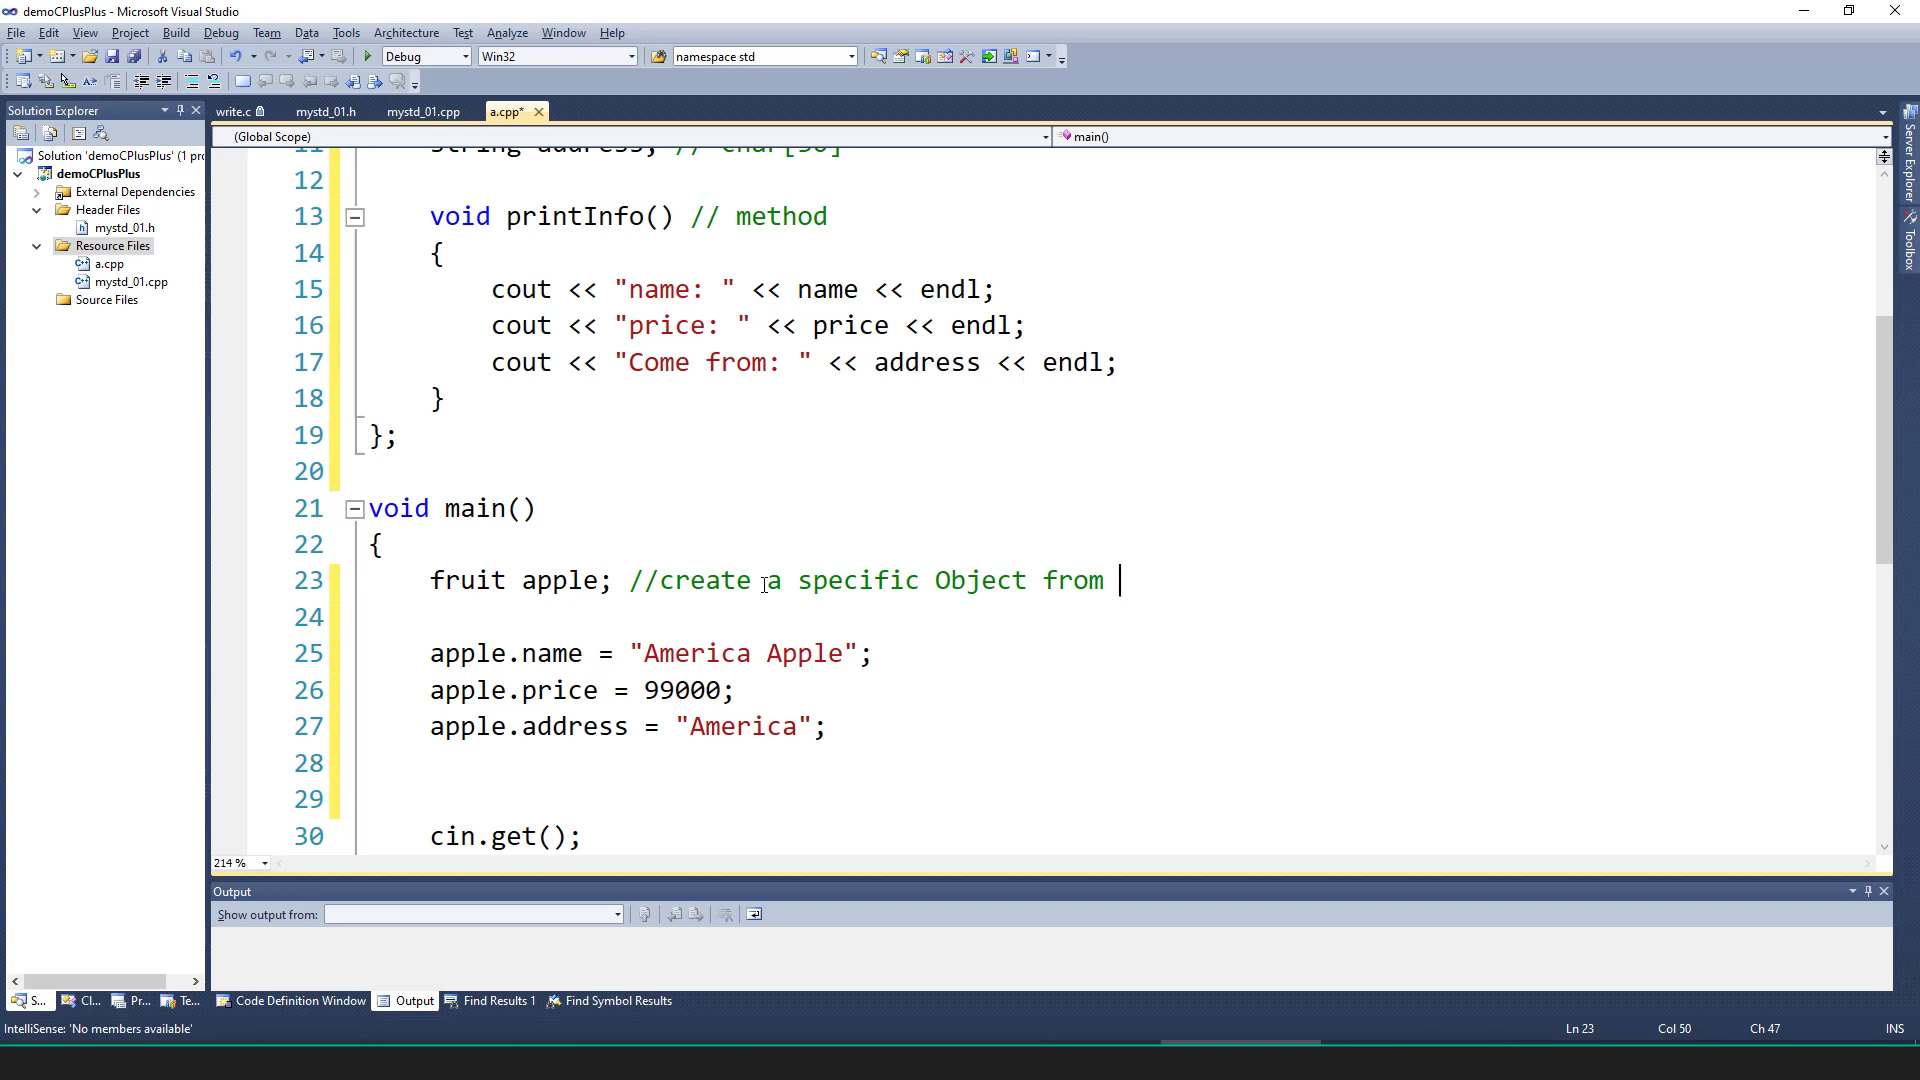 demoCPlusPlus - Microsoft Visual Studio
File Edit View Project Build Debug Team Data Tools Architecture Test Analyze Window Help
Debug Win32 namespace std
Solution Explorer
write.c mystd_01.h mystd_01.cpp a.cpp*
(Global Scope) main()
Solution 'demoCPlusPlus' (1 pro
demoCPlusPlus
External Dependencies
Header Files
mystd_01.h
Resource Files
a.cpp
mystd_01.cpp
Source Files
11 string address; // char[30]
12
13 void printInfo() // method
14 {
15 cout << "name: " << name << endl;
16 cout << "price: " << price << endl;
17 cout << "Come from: " << address << endl;
18 }
19 };
20
21 void main()
22 {
23 fruit apple; //create a specific Object from
24
25 apple.name = "America Apple";
26 apple.price = 99000;
27 apple.address = "America";
28
29
30 cin.get();
214 %
Output
Show output from:
S... Cl... Pr... Te... Code Definition Window Output Find Results 1 Find Symbol Results
IntelliSense: 'No members available' Ln 23 Col 50 Ch 47 INS
Server Explorer
Toolbox